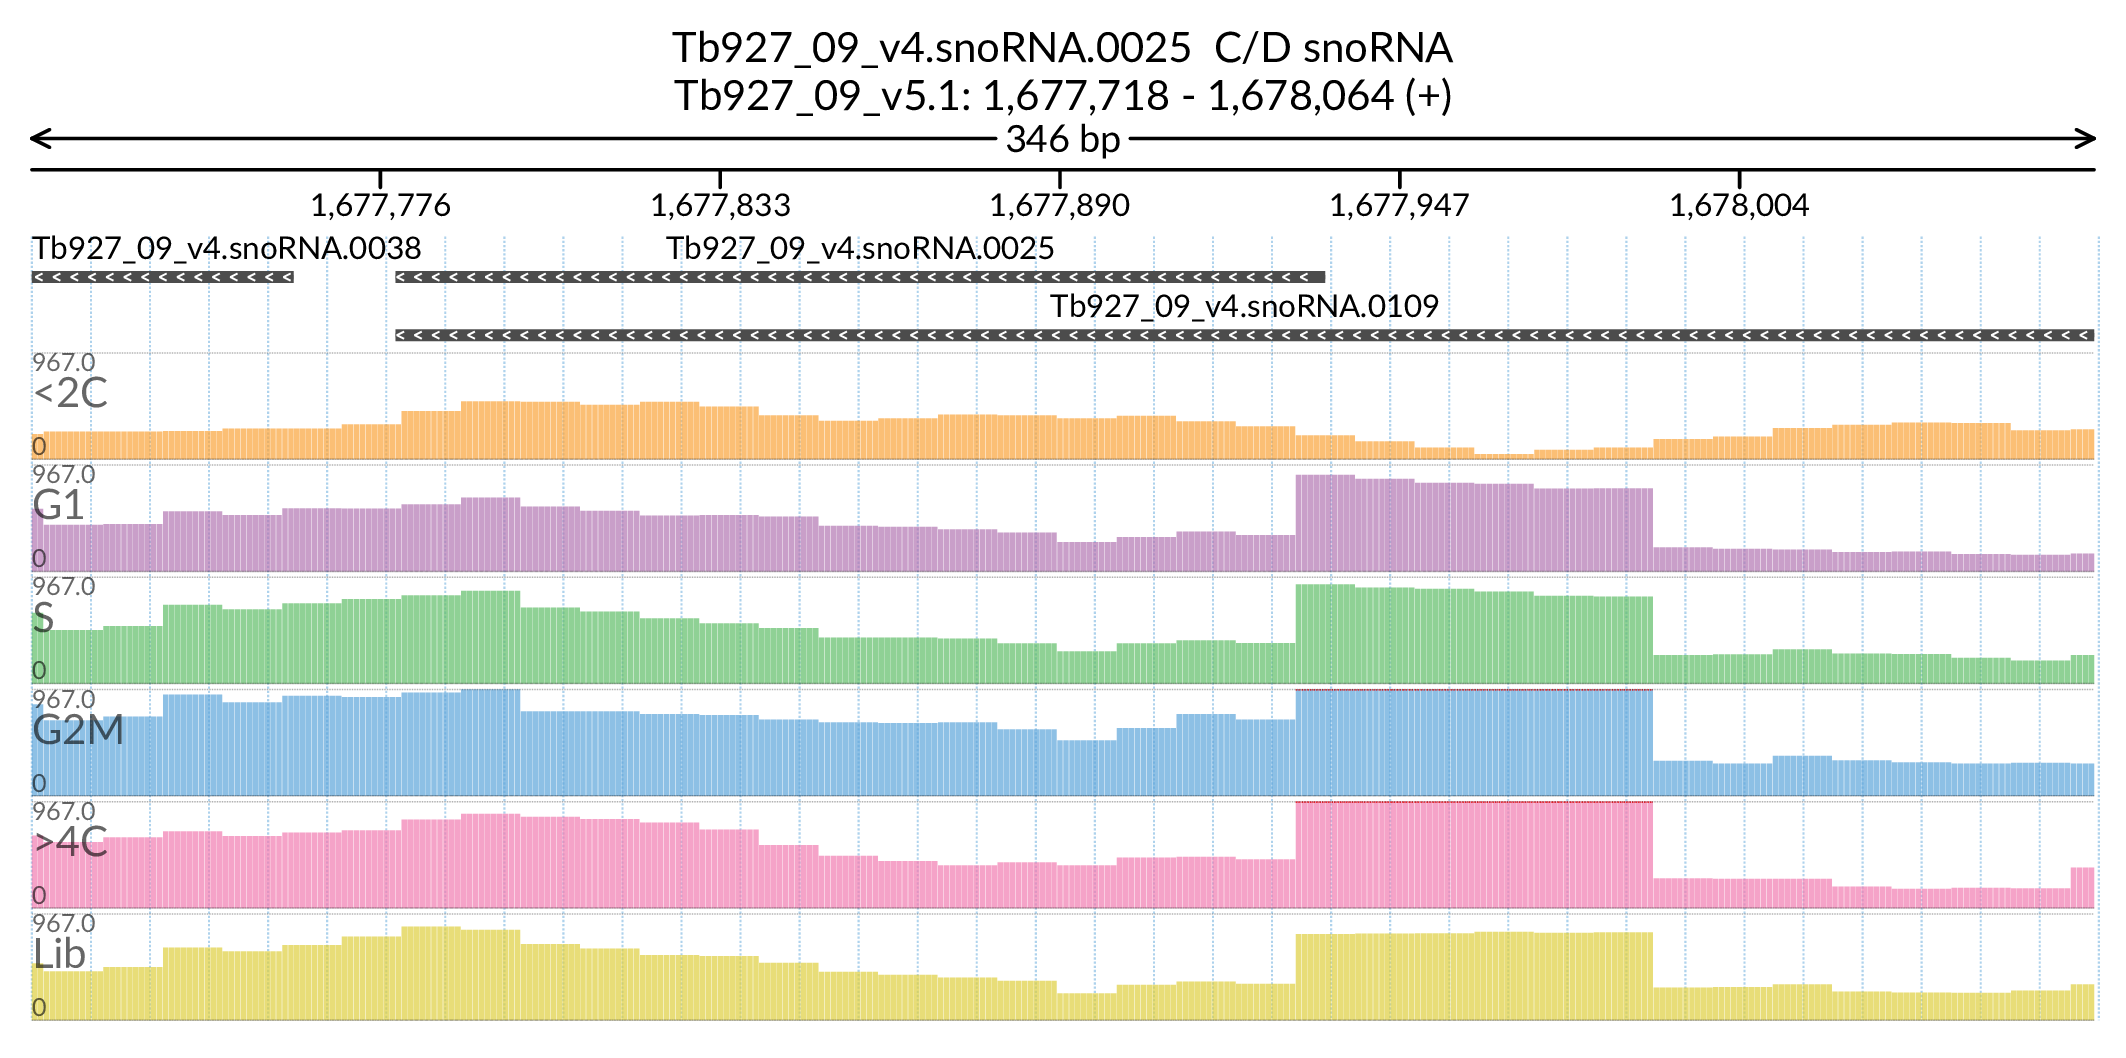 Tb927_09_v4.snoRNA.0025  C/D snoRNA
Tb927_09_v5.1: 1,677,718 - 1,678,064 (+)
346 bp
1,677,776 1,677,833 1,677,890 1,677,947 1,678,004
Tb927_09_v4.snoRNA.0038 Tb927_09_v4.snoRNA.0025
Tb927_09_v4.snoRNA.0109
967.0
<2C
0
967.0
G1
0
967.0
S
0
967.0
G2M
0
967.0
>4C
0
967.0
Lib
0